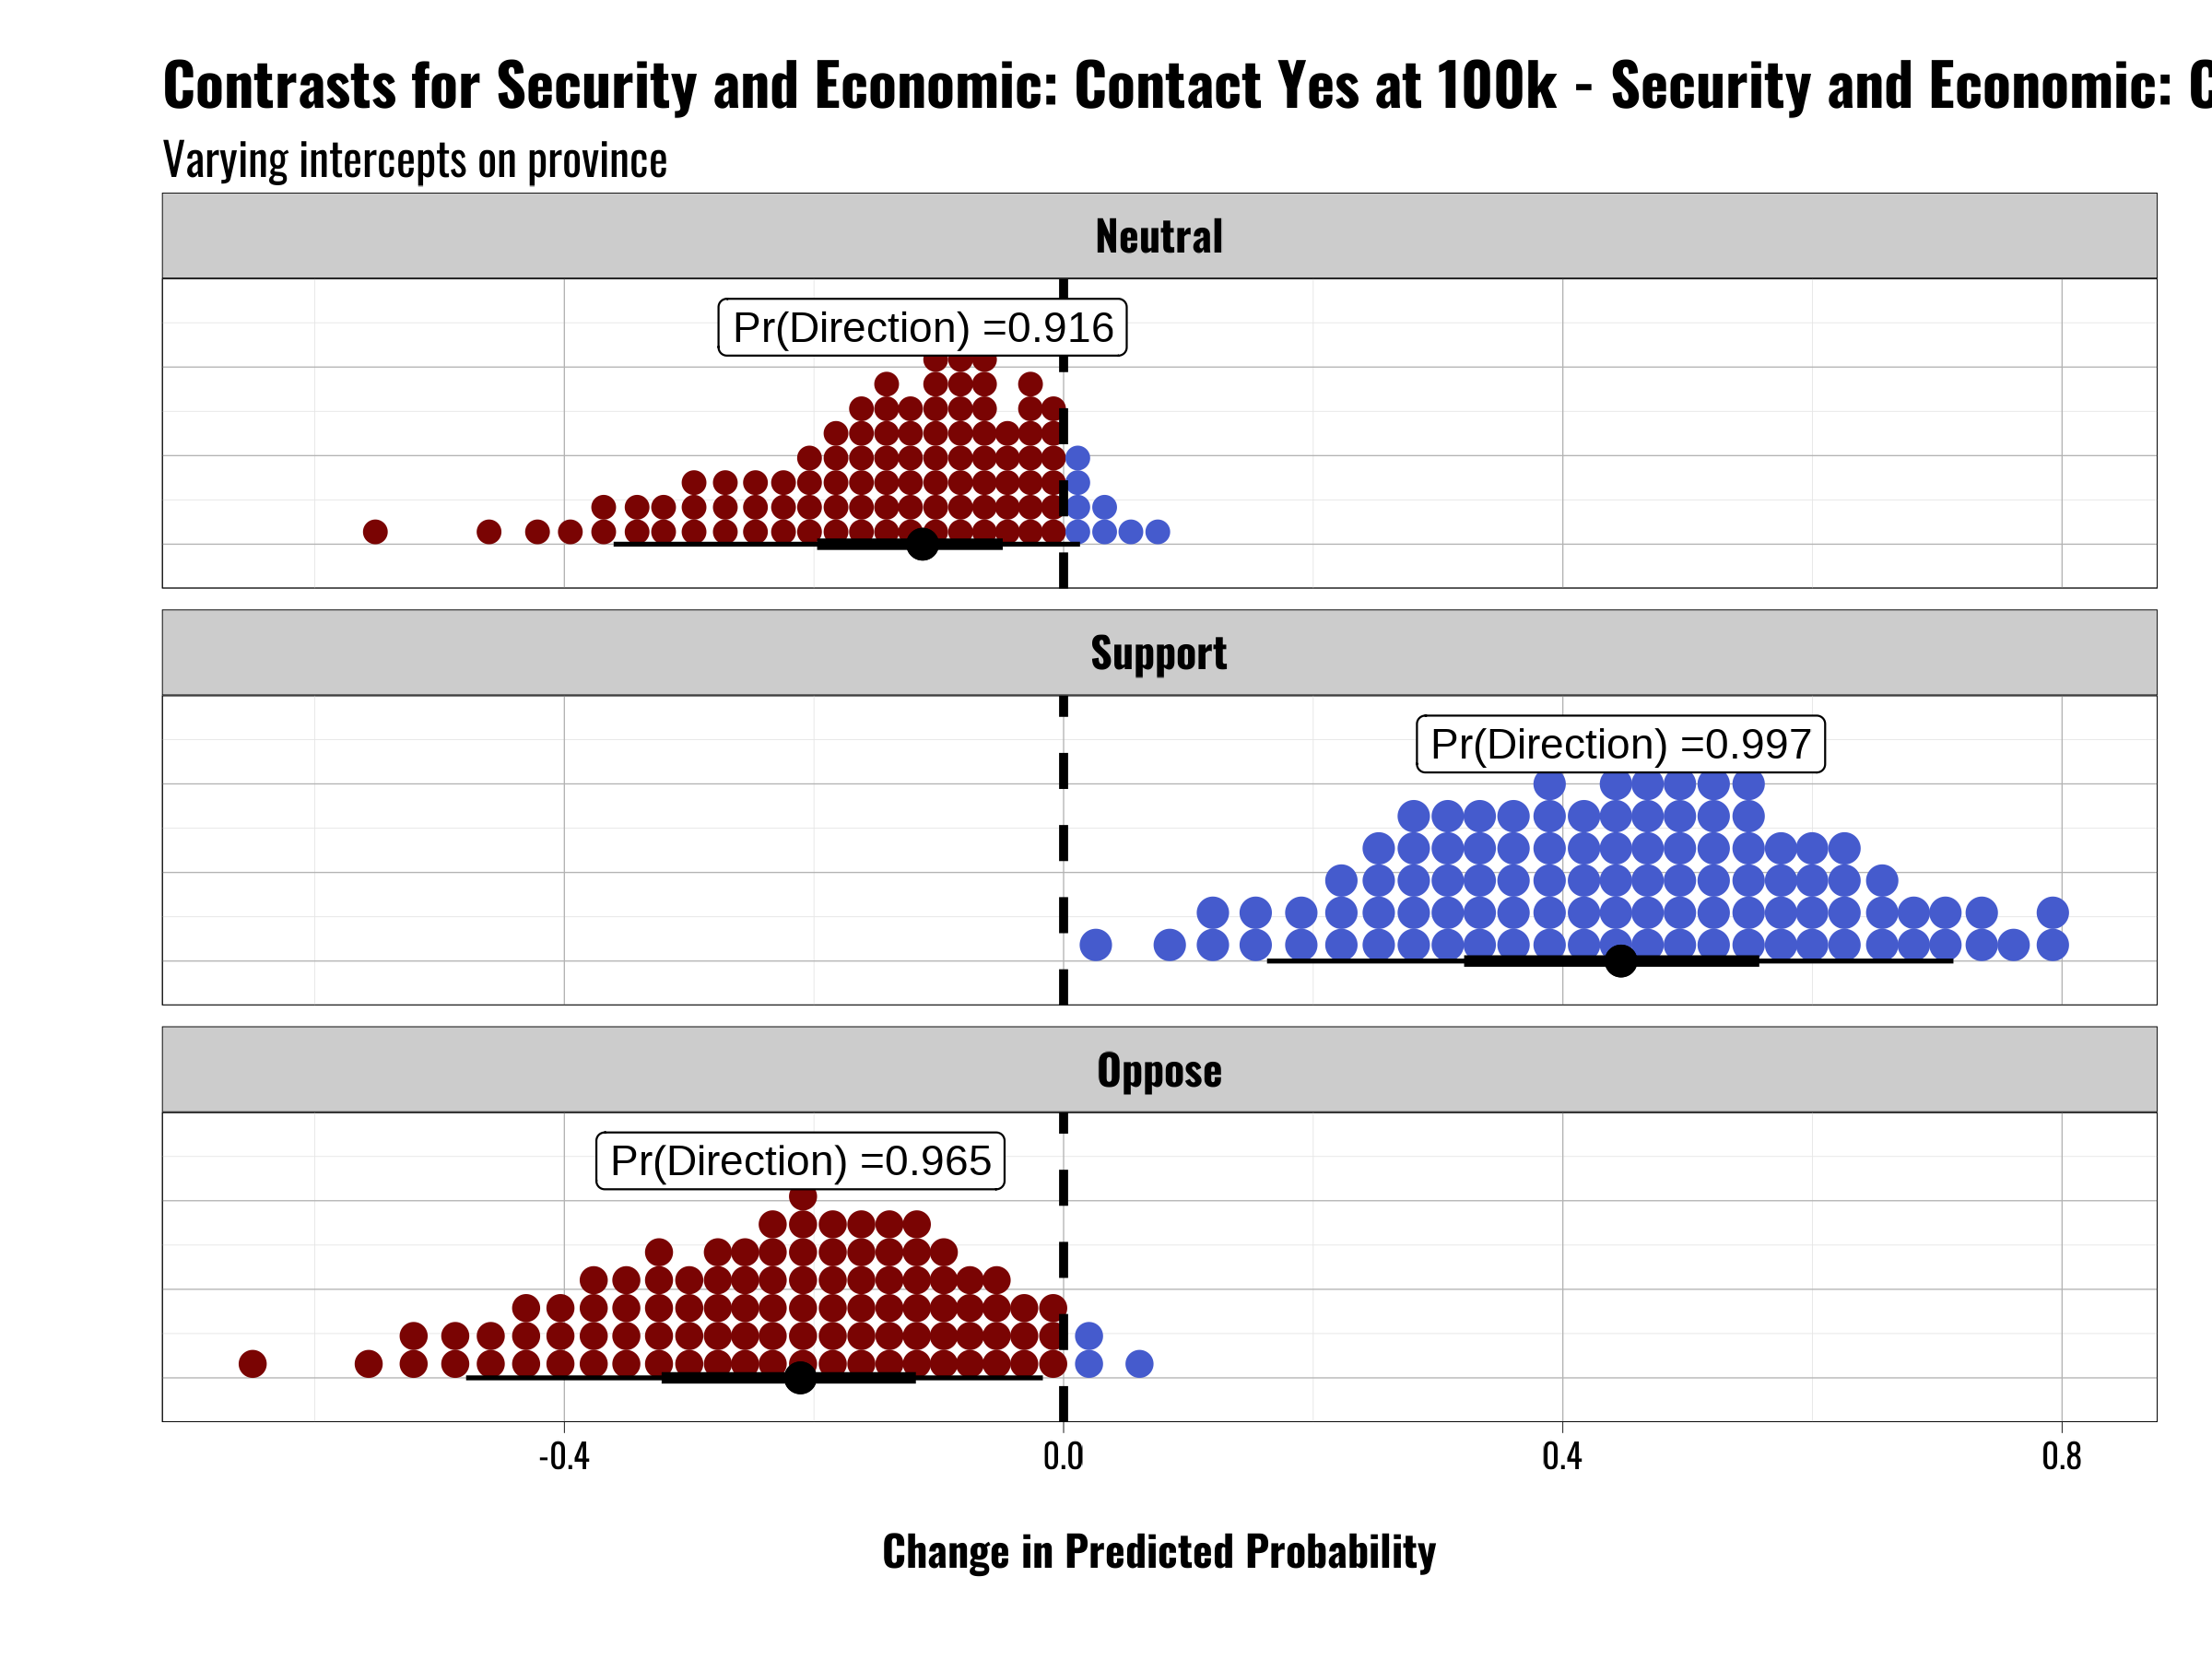 Contrasts for Security and Economic: Contact Yes at 100k - Security and Economic:
Varying intercepts on province
Neutral
Pr(Direction) =0.916
Support
Pr(Direction) =0.997
Oppose
Pr(Direction) =0.965
-0.4 0.0 0.4 0.8
Change in Predicted Probability